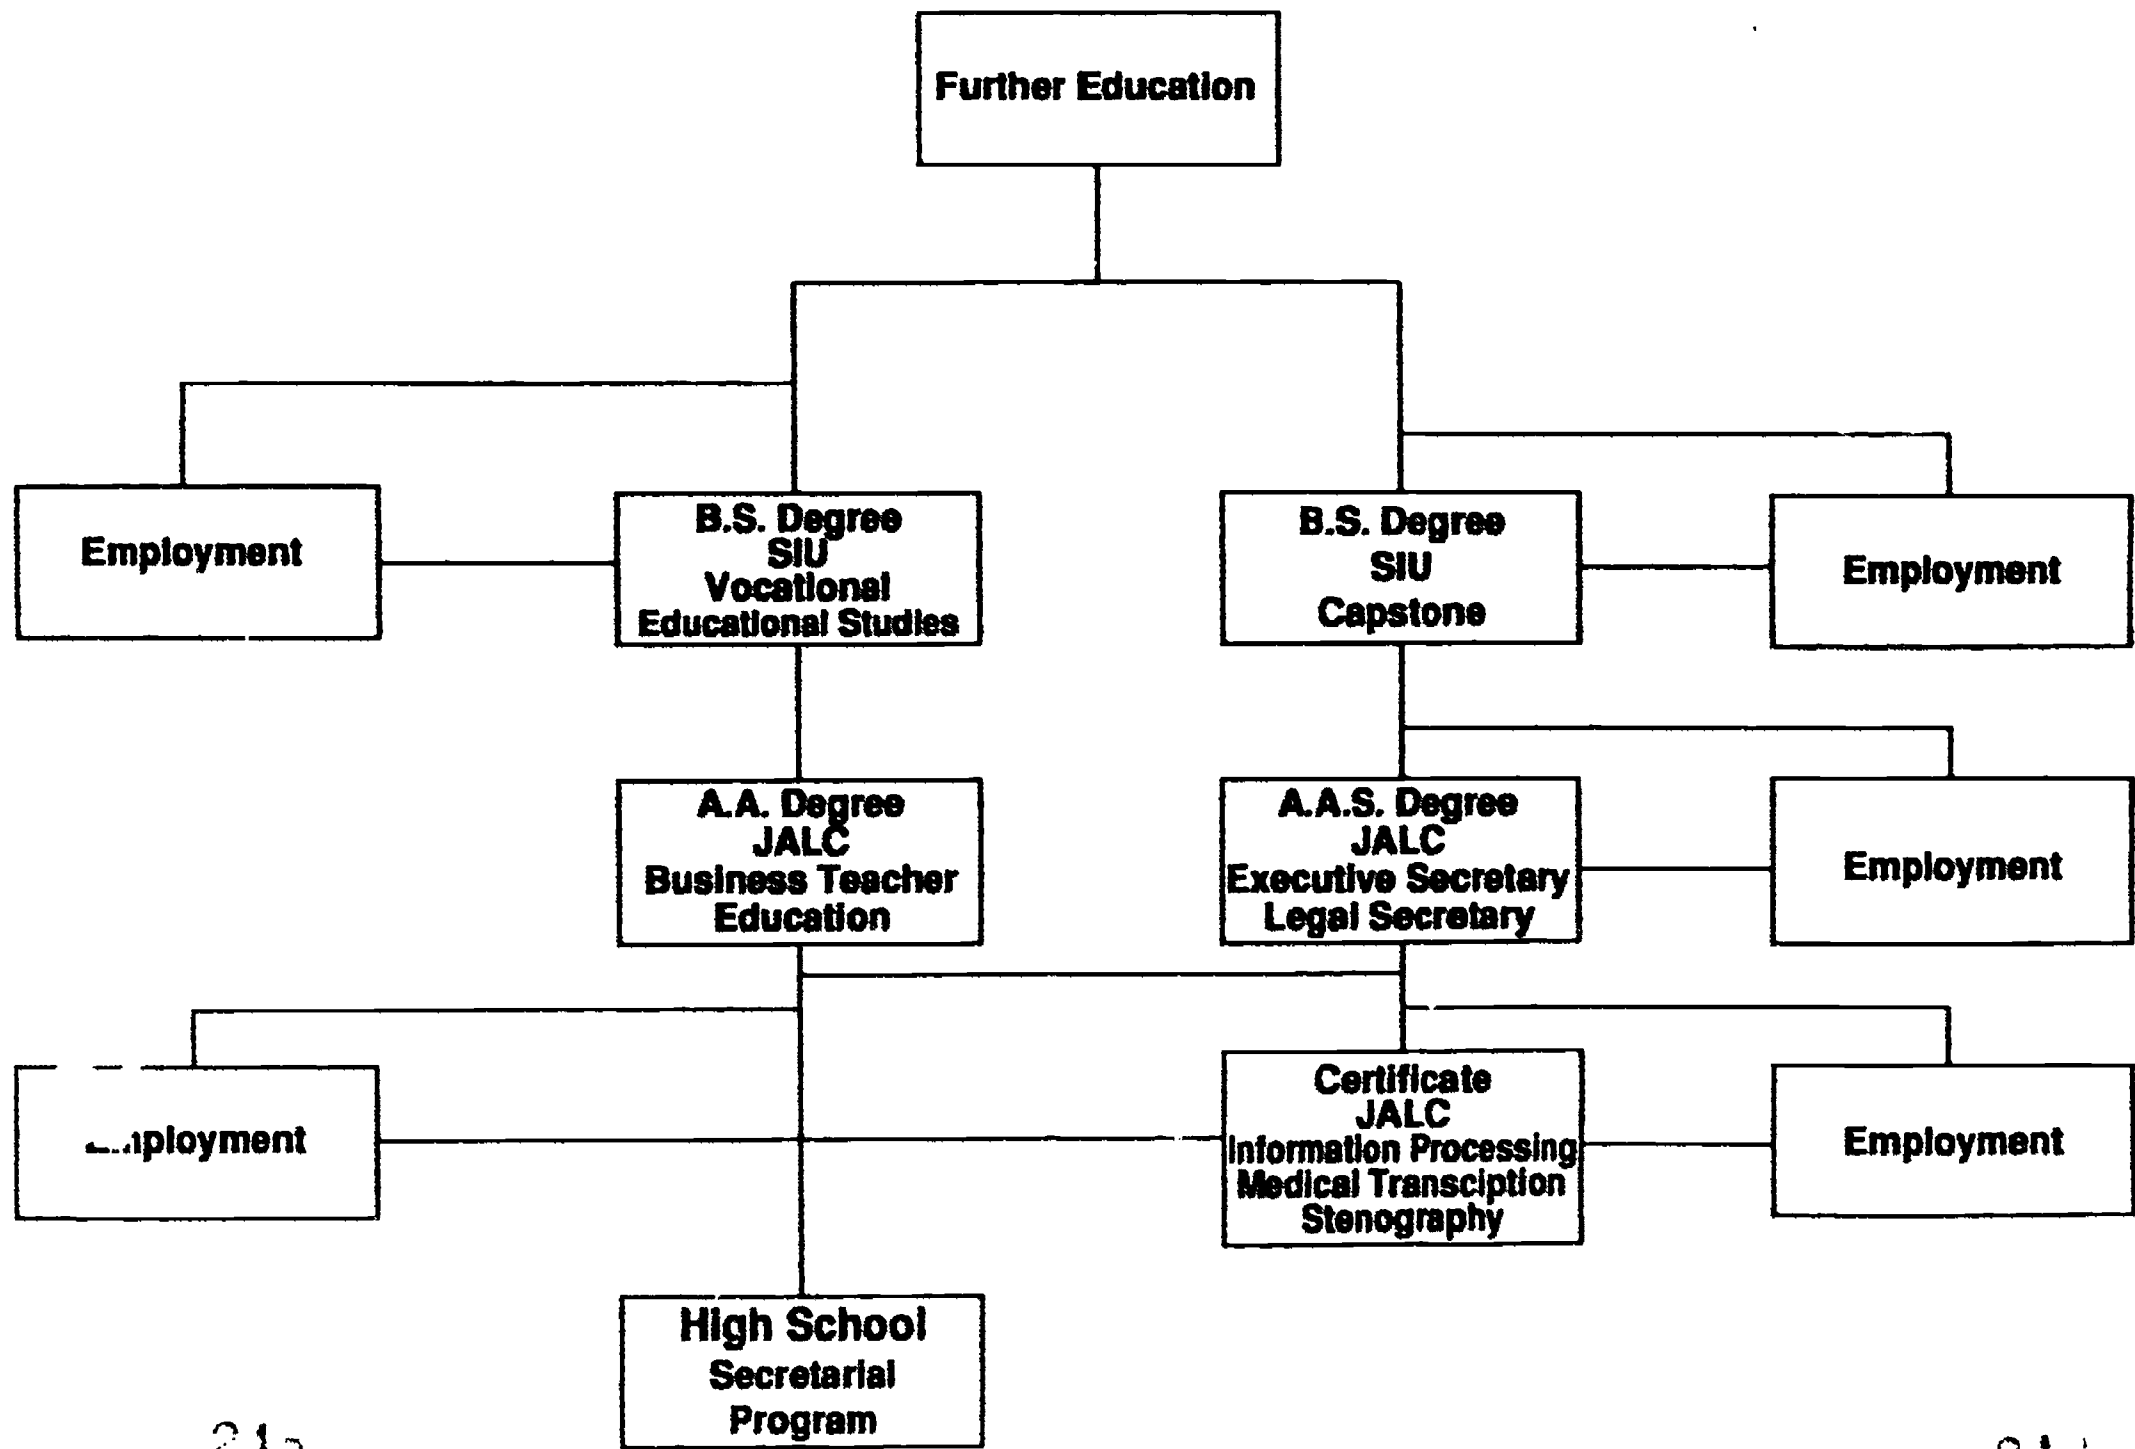 Further Education
Employment
B.S. Degree
SIU
Vocational
Educational Studies
B.S. Degree
SIU
Capstone
Employment
A.A. Degree
JALC
Business Teacher
Education
A.A.S. Degree
JALC
Executive Secretary
Legal Secretary
Employment
Employment
Certificate
JALC
Information Processing
Medical Transciption
Stenography
Employment
High School
Secretarial
Program